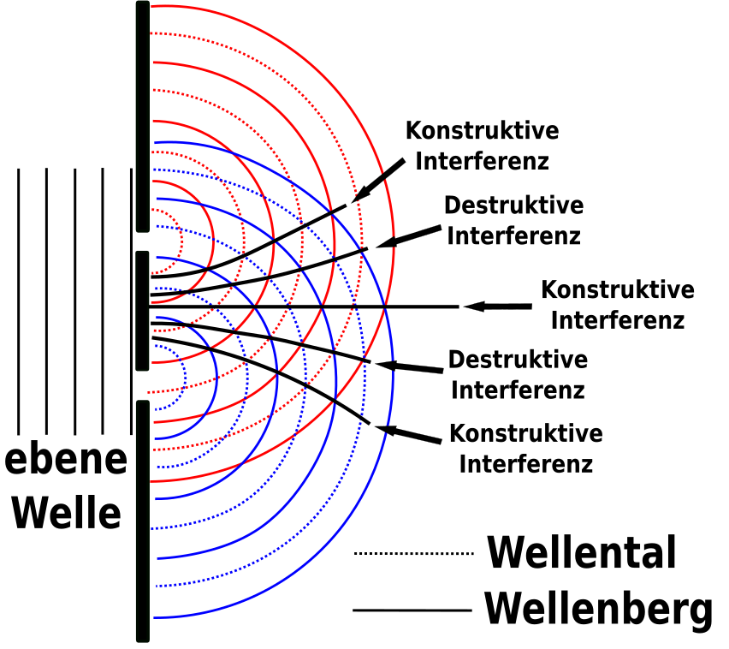 Konstruktive
Interferenz
Destruktive
Interferenz
Konstruktive
Interferenz
Destruktive
Interferenz
Konstruktive
Interferenz
ebene
Welle
Wellental
Wellenberg